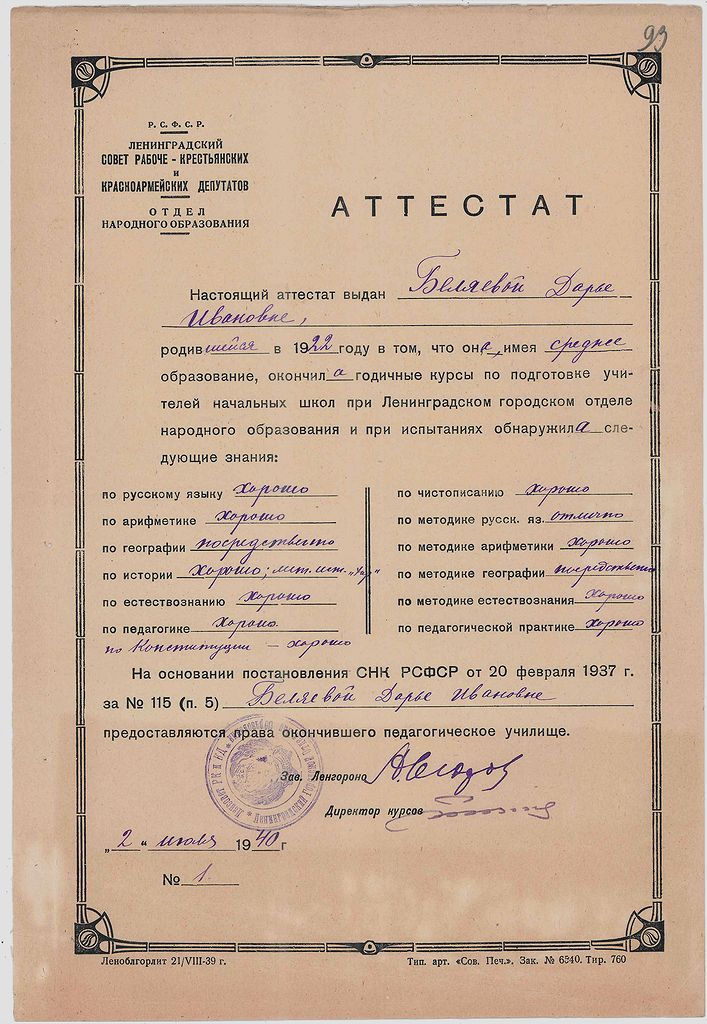 93
Р. С. Ф. С. Р.
ЛЕНИНГРАДСКИЙ
СОВЕТ РАБОЧЕ - КРЕСТЬЯНСКИХ
и
КРАСНОАРМЕЙСКИХ ДЕПУТАТОВ
ОТДЕЛ
НАРОДНОГО ОБРАЗОВАНИЯ
АТТЕСТАТ
Настоящий аттестат выдан Беляевой Дарье
Ивановне,
родившейся в 1922 году в том, что она, имея среднее
образование, окончила годичные курсы по подготовке учи-
телей начальных школ при Ленинградском городском отделе
народного образования и при испытаниях обнаружила сле-
дующие знания:
по русскому языку хорошо
по арифметике хорошо
по географии посредственно
по истории хорошо;
по естествознанию хорошо
по педагогике хорошо
по Конституции - хорошо
по чистописанию хорошо
по методике русск. яз. отлично
по методике арифметики хорошо
по методике географии посредственно
по методике естествознания хорошо
по педагогической практике хорошо
На основании постановления СНК РСФСР от 20 февраля 1937 г.
за № 115 (п. 5) Беляевой Дарье Ивановне
предоставляются права окончившего педагогическое училище.
Зав. Ленгороно
Директор курсов
„2" июля 1940 г
№ 1.
Леноблгорлит 21/VIII-39 г.
Тип. арт. «Сов. Печ.». Зак. № 6340. Тир. 760